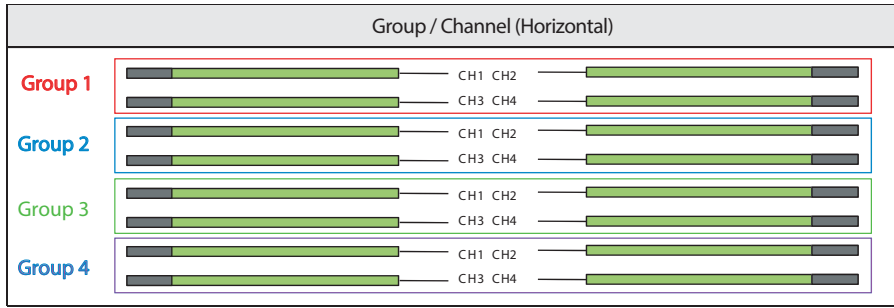 Group / Channel (Horizontal)
Group 1
CH1 CH2
CH3 CH4
Group 2
CH1 CH2
CH3 CH4
Group 3
CH1 CH2
CH3 CH4
Group 4
CH1 CH2
CH3 CH4